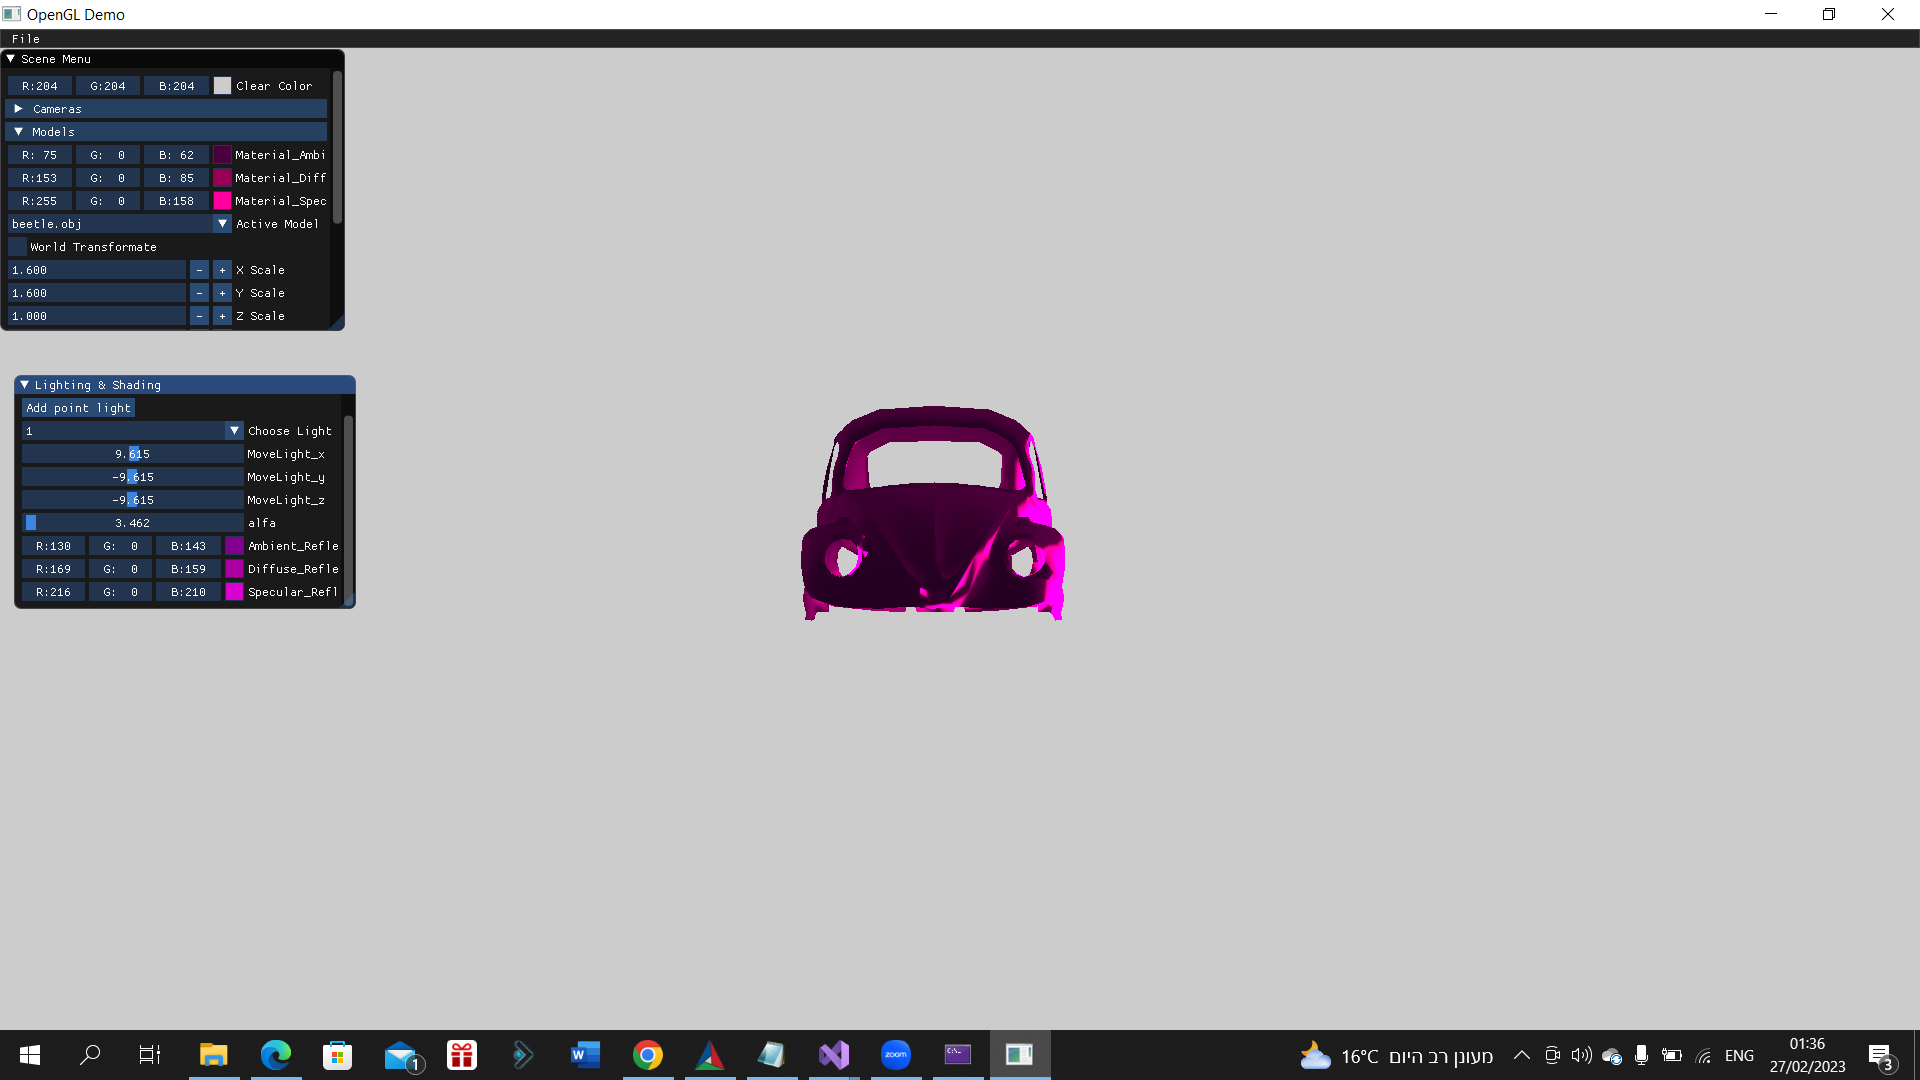 OpenGL Demo
File
Scene Menu
R:204 G:204 B:204 Clear Color
Cameras
Models
R: 75 G: 0 B: 62 Material_Ambi
R:153 G: 0 B: 85 Material_Diff
R:255 G: 0 B:158 Material_Spec
beetle.obj Active Model
World Transformate
1.600 - + X Scale
1.600 - + Y Scale
1.000 - + Z Scale
Lighting & Shading
Add point light
1 Choose Light
9.615 MoveLight_x
-9.615 MoveLight_y
-9.615 MoveLight_z
3.462 alfa
R:130 G: 0 B:143 Ambient_Refle
R:169 G: 0 B:159 Diffuse_Refle
R:216 G: 0 B:210 Specular_Refl
1
W
zoom
C:\.
16°C מעונן רב היום
ENG
01:36
27/02/2023
3